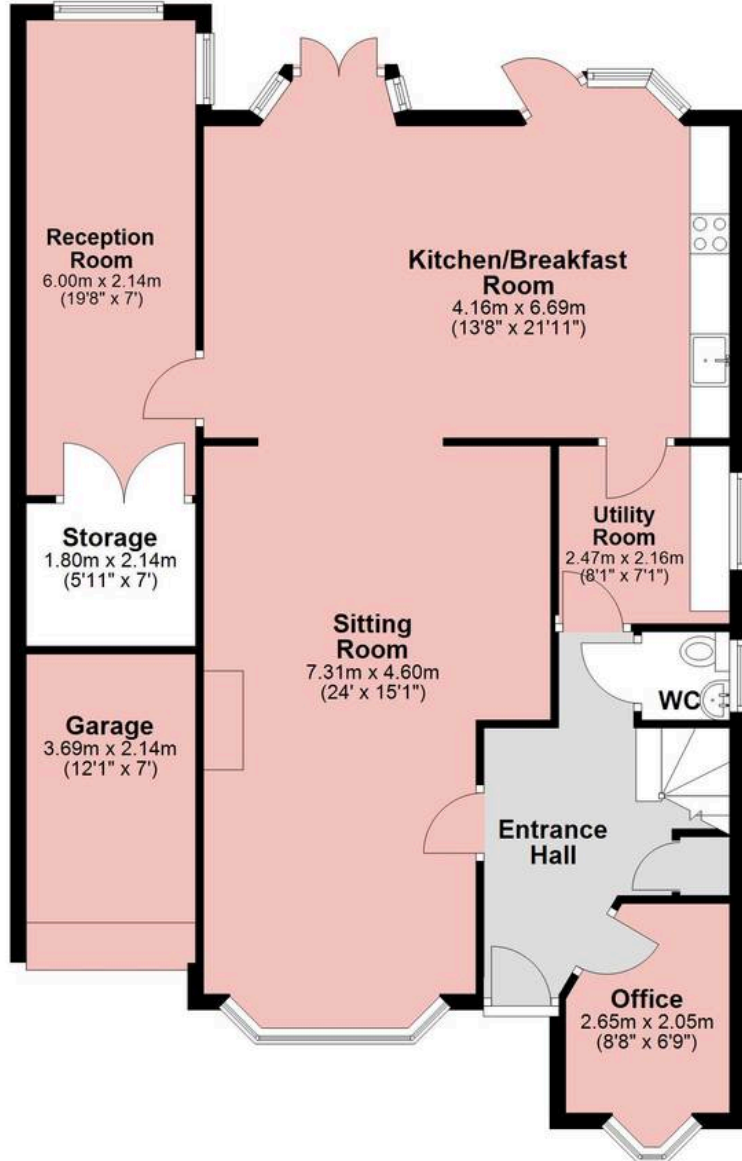 Reception
Room
6.00m x 2.14m
(19'8" x 7')
Kitchen/Breakfast
Room
4.16m x 6.69m
(13'8" x 21'11")
Storage
1.80m x 2.14m
(5'11" x 7')
Utility
Room
2.47m x 2.16m
(8'1" x 7'1")
Sitting
Room
7.31m x 4.60m
(24' x 15'1")
WC
Garage
3.69m x 2.14m
(12'1" x 7')
Entrance
Hall
Office
2.65m x 2.05m
(8'8" x 6'9")